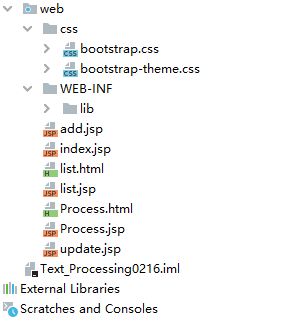 web
css
bootstrap.css
bootstrap-theme.css
WEB-INF
lib
add.jsp
index.jsp
list.html
list.jsp
Process.html
Process.jsp
update.jsp
Text_Processing0216.iml
External Libraries
Scratches and Consoles